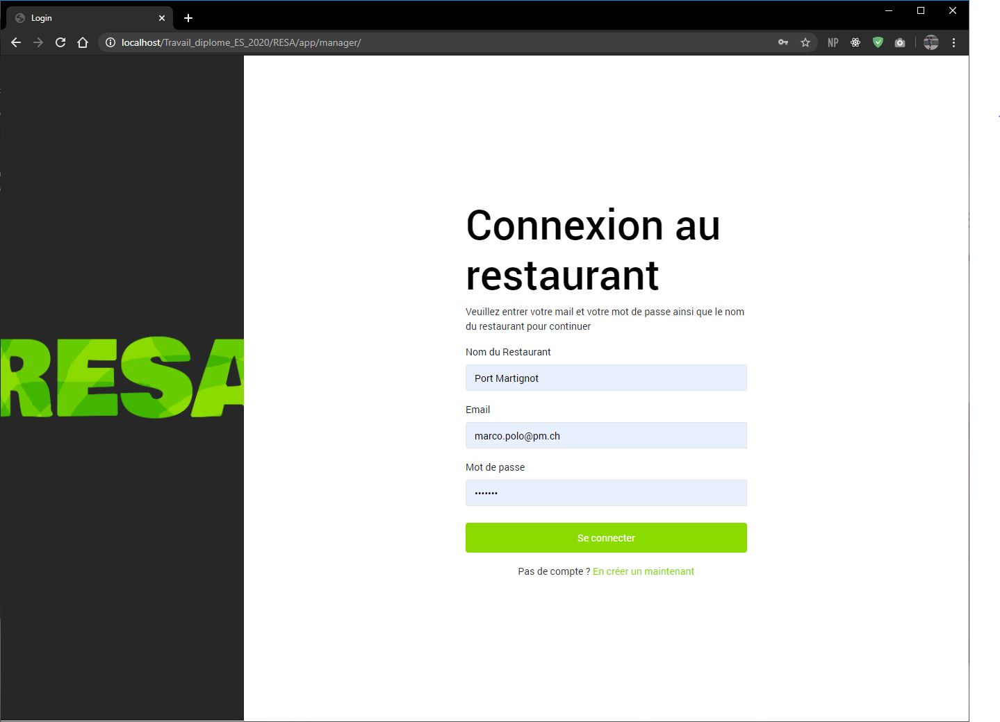 Login
localhost/Travail_diplome_ES_2020/RESA/app/manager/
NP
RESA
Connexion au
restaurant
Veuillez entrer votre mail et votre mot de passe ainsi que le nom
du restaurant pour continuer
Nom du Restaurant
Port Martignot
Email
marco.polo@pm.ch
Mot de passe
•••••••
Se connecter
Pas de compte ? En créer un maintenant